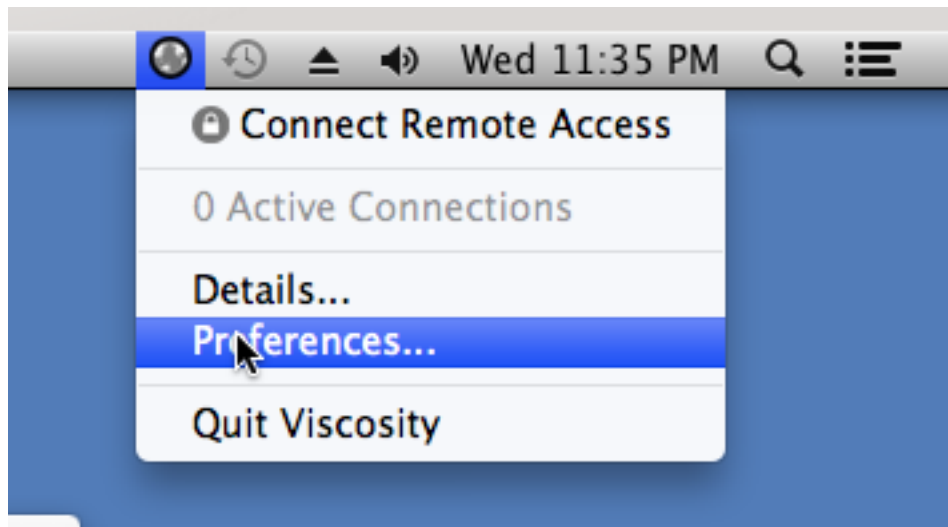 Wed 11:35 PM
Connect Remote Access
0 Active Connections
Details...
Preferences...
Quit Viscosity